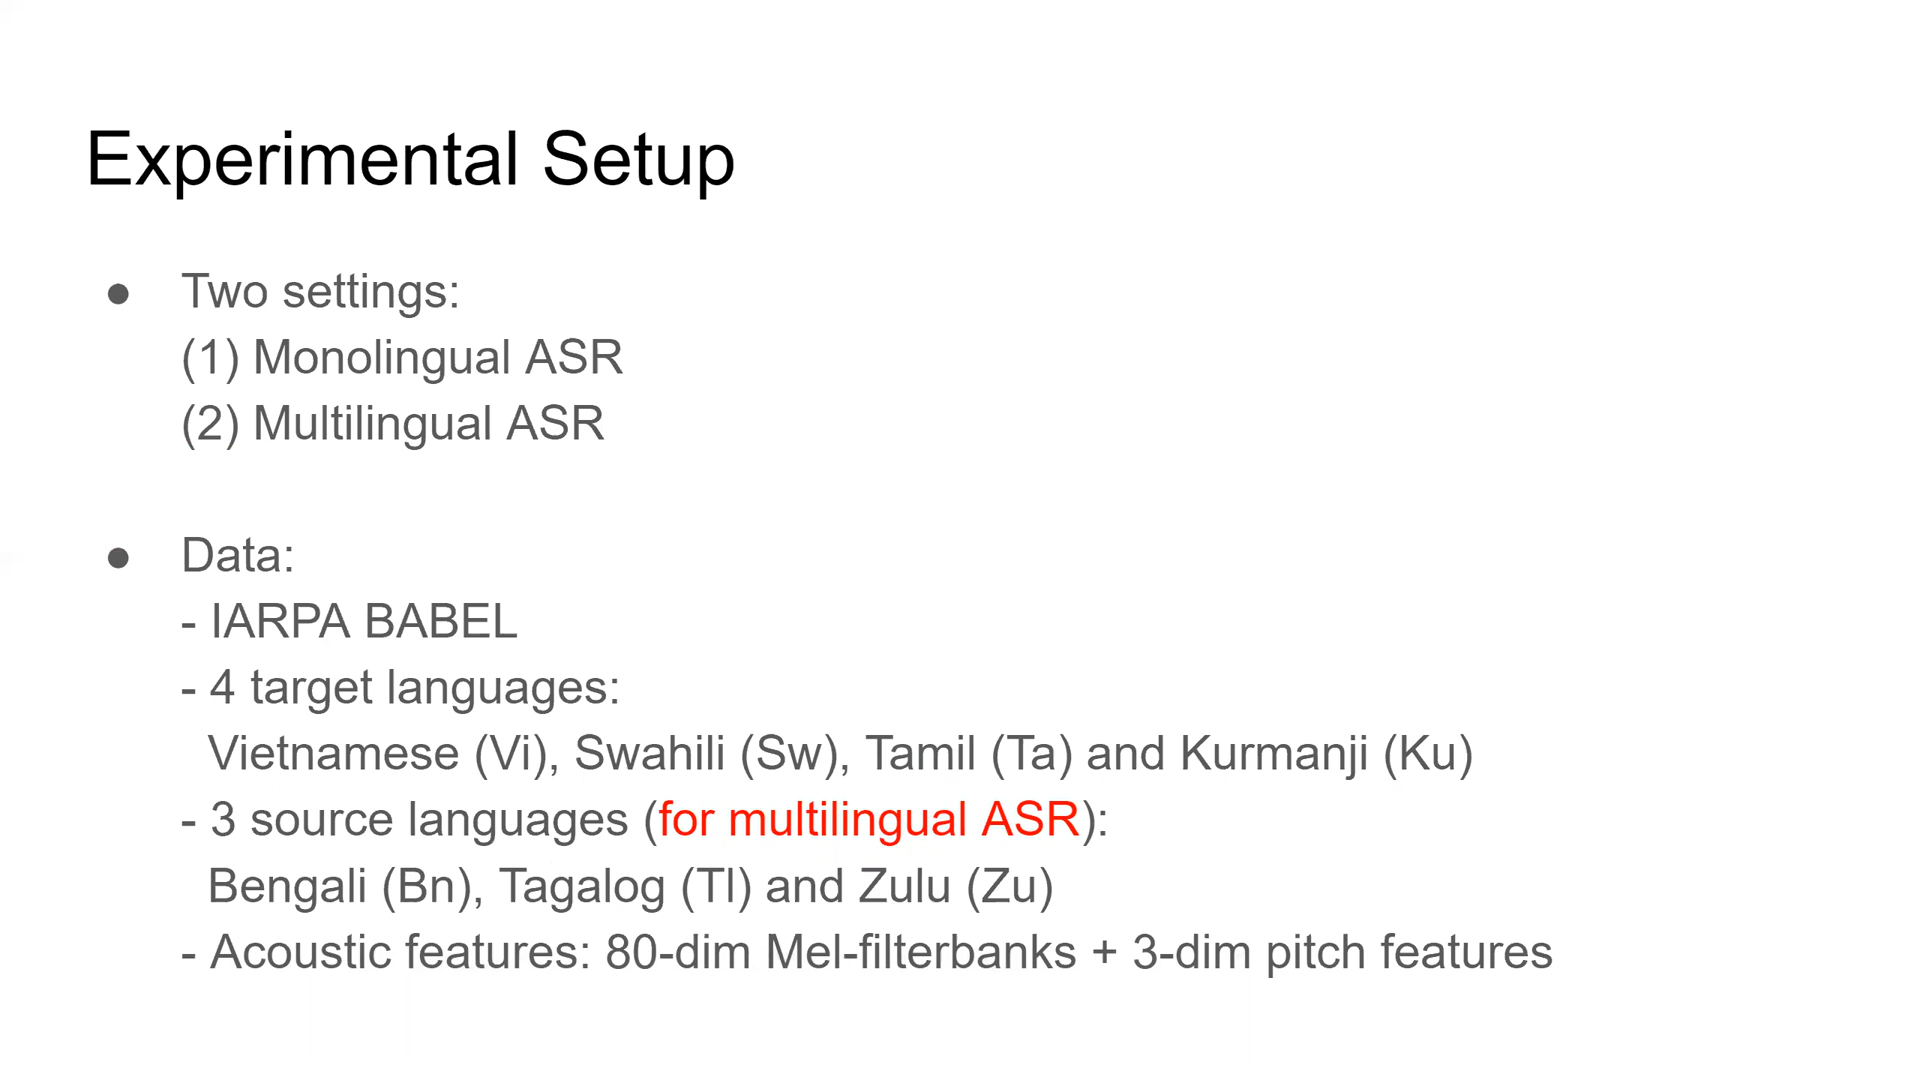 Experimental Setup
● Two settings:
(1) Monolingual ASR
(2) Multilingual ASR
● Data:
- IARPA BABEL
- 4 target languages:
Vietnamese (Vi), Swahili (Sw), Tamil (Ta) and Kurmanji (Ku)
- 3 source languages (for multilingual ASR):
Bengali (Bn), Tagalog (Tl) and Zulu (Zu)
- Acoustic features: 80-dim Mel-filterbanks + 3-dim pitch features